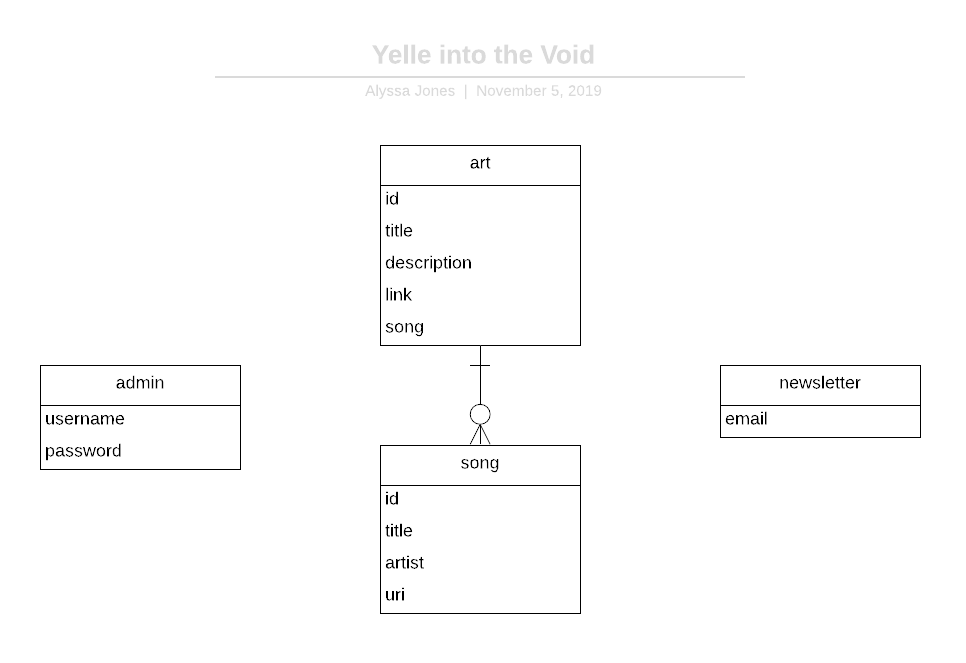 Yelle into the Void
Alyssa Jones | November 5, 2019
art
id
title
description
link
song
admin
username
password
newsletter
email
song
id
title
artist
uri